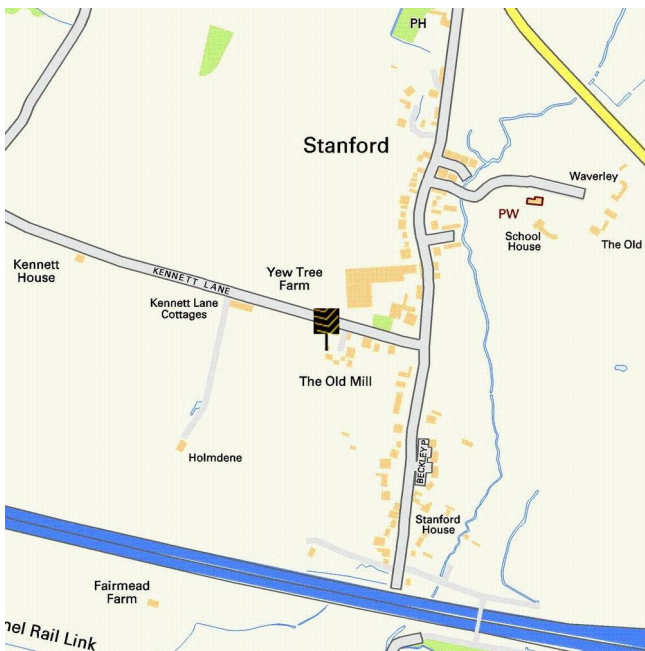 PH
Stanford
Waverley
PW
School
House
The Old
Kennett
House
KENNETT LANE
Yew Tree
Farm
Kennett Lane
Cottages
The Old Mill
Holmdene
BECKLEY P
Stanford
House
Fairmead
Farm
nel Rail Link